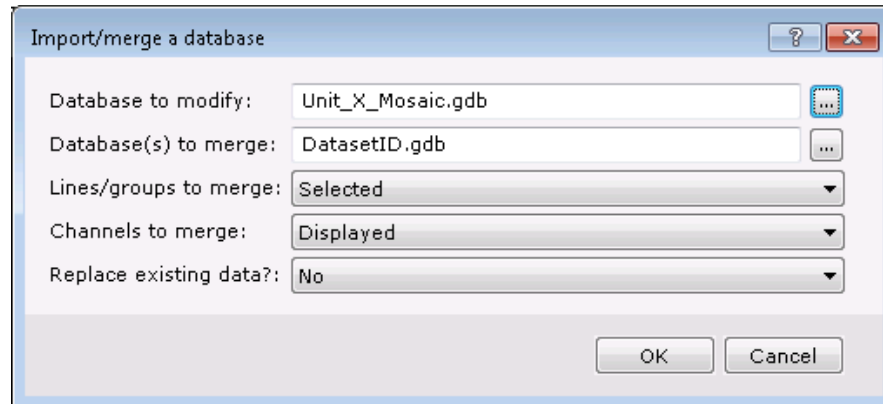 Import/merge a database ?
Database to modify: Unit_X_Mosaic.gdb ...
Database(s) to merge: DatasetID.gdb ...
Lines/groups to merge: Selected
Channels to merge: Displayed
Replace existing data?: No
OK Cancel